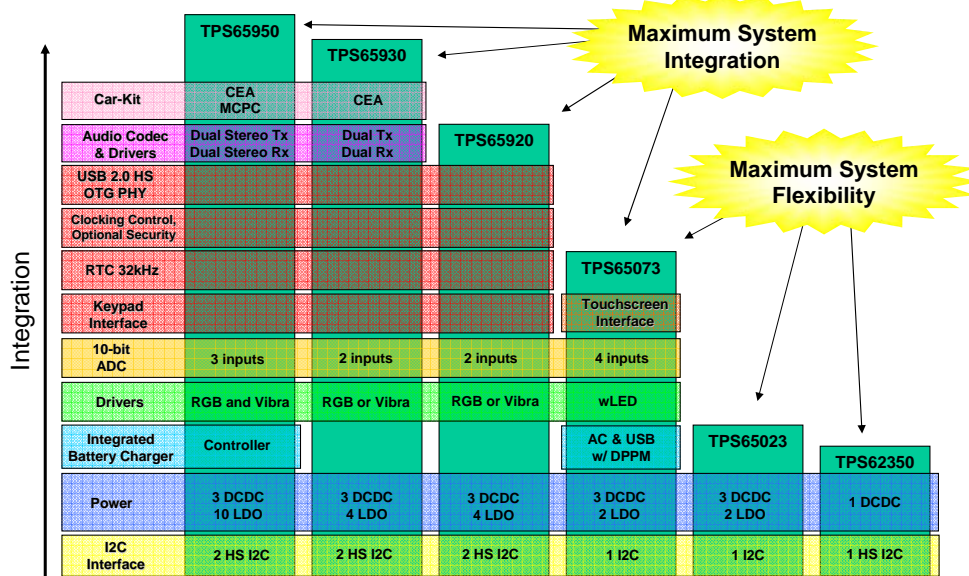 TPS65950
TPS65930
Maximum System
Integration
Car-Kit
CEA
MCPC
CEA
Audio Codec
& Drivers
Dual Stereo Tx
Dual Stereo Rx
Dual Tx
Dual Rx
TPS65920
USB 2.0 HS
OTG PHY
Maximum System
Flexibility
Clocking Control,
Optional Security
RTC 32kHz
TPS65073
Keypad
Interface
Touchscreen
Interface
Integration
10-bit
ADC
3 inputs
2 inputs
2 inputs
4 inputs
Drivers
RGB and Vibra
RGB or Vibra
RGB or Vibra
wLED
Integrated
Battery Charger
Controller
AC & USB
w/ DPPM
TPS65023
TPS62350
Power
3 DCDC
10 LDO
3 DCDC
4 LDO
3 DCDC
4 LDO
3 DCDC
2 LDO
3 DCDC
2 LDO
1 DCDC
I2C
Interface
2 HS I2C
2 HS I2C
2 HS I2C
1 I2C
1 I2C
1 HS I2C